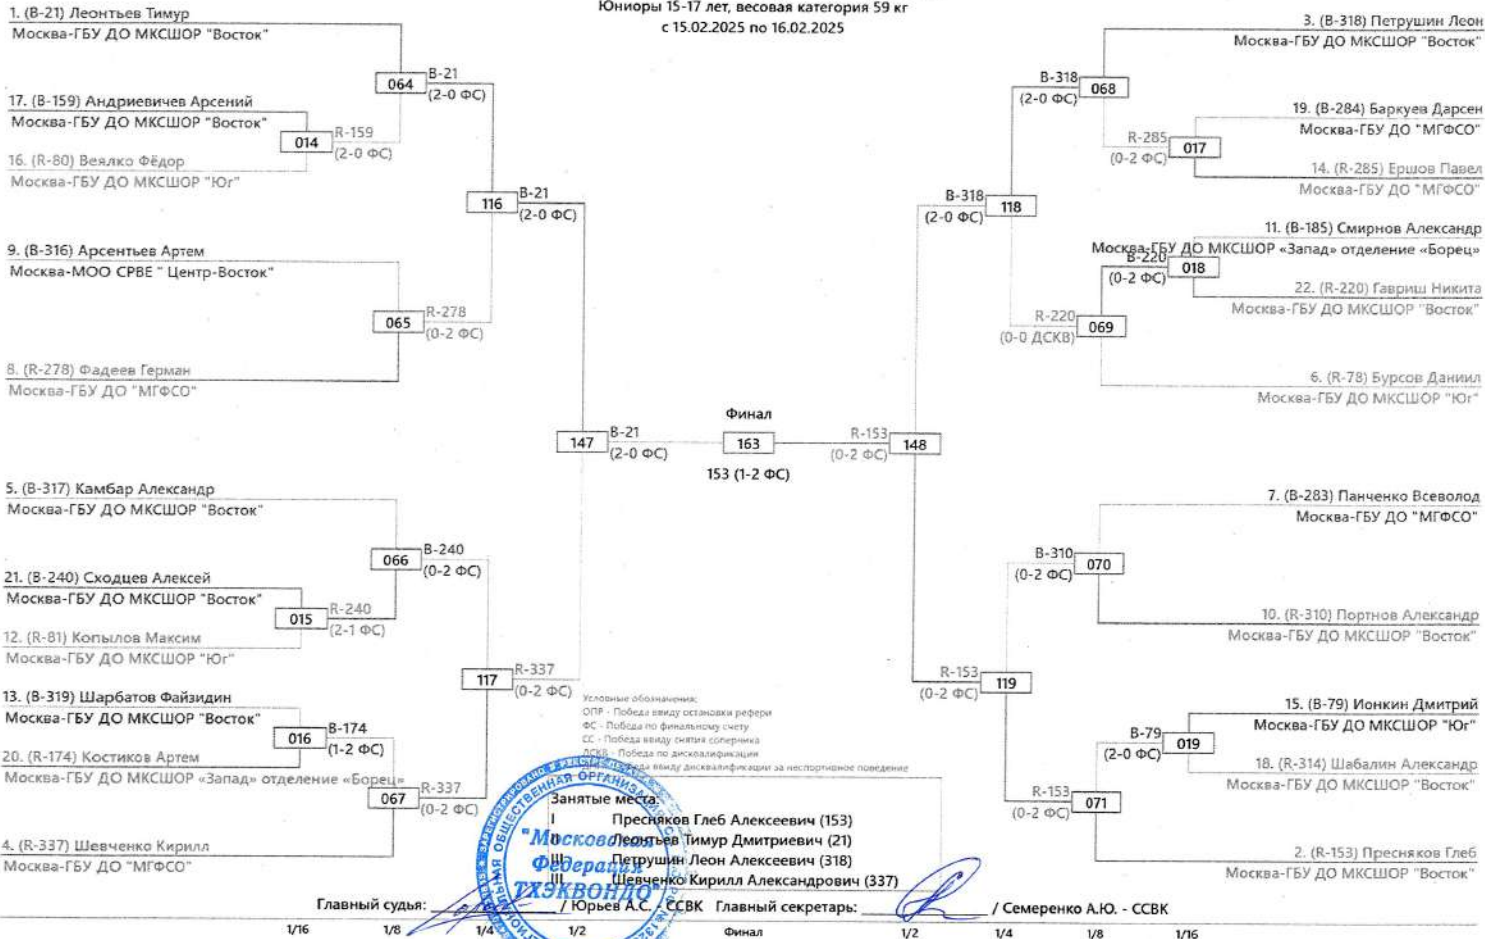 Юниоры 15-17 лет, весовая категория 59 кг
с 15.02.2025 по 16.02.2025
1. (B-21) Леонтьев Тимур
Москва-ГБУ ДО МКСШОР "Восток"
064
B-21
(2-0 ФС)
17. (B-159) Андриевичев Арсений
Москва-ГБУ ДО МКСШОР "Восток"
014
R-159
(2-0 ФС)
16. (R-80) Веялко Фёдор
Москва-ГБУ ДО МКСШОР "Юг"
116
B-21
(2-0 ФС)
9. (B-316) Арсентьев Артем
Москва-МОО СРВЕ " Центр-Восток"
065
R-278
(0-2 ФС)
8. (R-278) Фадеев Герман
Москва-ГБУ ДО "МГФСО"
147
B-21
(2-0 ФС)
5. (B-317) Камбар Александр
Москва-ГБУ ДО МКСШОР "Восток"
066
B-240
(0-2 ФС)
21. (B-240) Сходцев Алексей
Москва-ГБУ ДО МКСШОР "Восток"
015
R-240
(2-1 ФС)
12. (R-81) Копылов Максим
Москва-ГБУ ДО МКСШОР "Юг"
117
R-337
(0-2 ФС)
13. (B-319) Шарбатов Файзидин
Москва-ГБУ ДО МКСШОР "Восток"
016
B-174
(1-2 ФС)
20. (R-174) Костиков Артем
Москва-ГБУ ДО МКСШОР «Запад» отделение «Борец»
067
R-337
(0-2 ФС)
4. (R-337) Шевченко Кирилл
Москва-ГБУ ДО "МГФСО"
Финал
163
153 (1-2 ФС)
3. (B-318) Петрушин Леон
Москва-ГБУ ДО МКСШОР "Восток"
B-318
(2-0 ФС)
068
19. (B-284) Баркуев Дарсен
Москва-ГБУ ДО "МГФСО"
R-285
(0-2 ФС)
017
14. (R-285) Ершов Павел
Москва-ГБУ ДО "МГФСО"
B-318
(2-0 ФС)
118
11. (B-185) Смирнов Александр
Москва-ГБУ ДО МКСШОР «Запад» отделение «Борец»
B-220
(0-2 ФС)
018
22. (R-220) Гавриш Никита
Москва-ГБУ ДО МКСШОР "Восток"
R-220
(0-0 ДСКВ)
069
6. (R-78) Бурсов Даниил
Москва-ГБУ ДО МКСШОР "Юг"
R-153
(0-2 ФС)
148
7. (B-283) Панченко Всеволод
Москва-ГБУ ДО "МГФСО"
B-310
(0-2 ФС)
070
10. (R-310) Портнов Александр
Москва-ГБУ ДО МКСШОР "Восток"
R-153
(0-2 ФС)
119
15. (B-79) Ионкин Дмитрий
Москва-ГБУ ДО МКСШОР "Юг"
B-79
(2-0 ФС)
019
18. (R-314) Шабалин Александр
Москва-ГБУ ДО МКСШОР "Восток"
R-153
(0-2 ФС)
071
2. (R-153) Пресняков Глеб
Москва-ГБУ ДО МКСШОР "Восток"
Условные обозначения:
ОПР - Победа ввиду остановки рефери
ФС - Победа по финальному счету
СС - Победа ввиду снятия соперника
ДСКВ - Победа по дисквалификации
ввиду дисквалификации за неспортивное поведение
Занятые места:
I Пресняков Глеб Алексеевич (153)
II Леонтьев Тимур Дмитриевич (21)
III Петрушин Леон Алексеевич (318)
III Шевченко Кирилл Александрович (337)
"Московская
Федерация
ТХЭКВОНДО"
Главный судья: / Юрьев А.С. - ССВК Главный секретарь: / Семеренко А.Ю. - ССВК
1/16 1/8 1/4 1/2 Финал 1/2 1/4 1/8 1/16